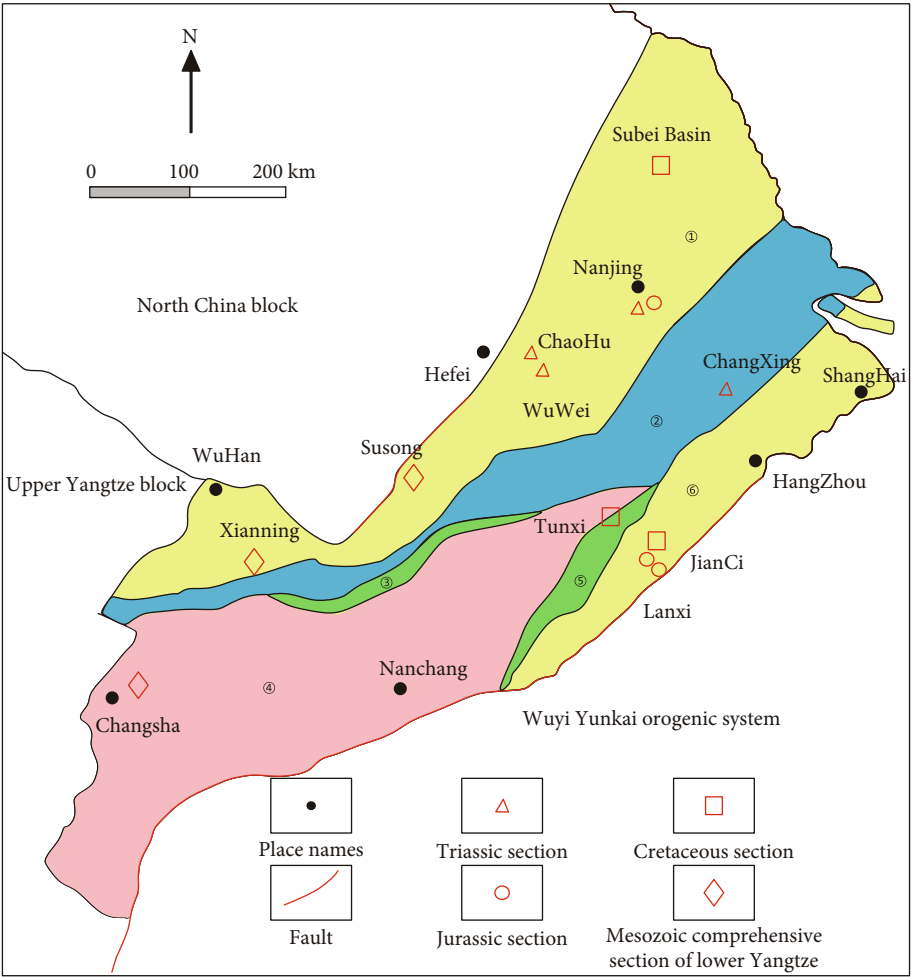 N
0 100 200 km
Subei Basin
①
Nanjing
North China block
ChaoHu
ChangXing
Hefei
ShangHai
WuWei
②
Susong
WuHan
Upper Yangtze block
HangZhou
⑥
Xianning
Tunxi
JianCi
③
⑤
Lanxi
Nanchang
④
Changsha
Wuyi Yunkai orogenic system
Place names
Triassic section
Cretaceous section
Fault
Jurassic section
Mesozoic comprehensive
section of lower Yangtze